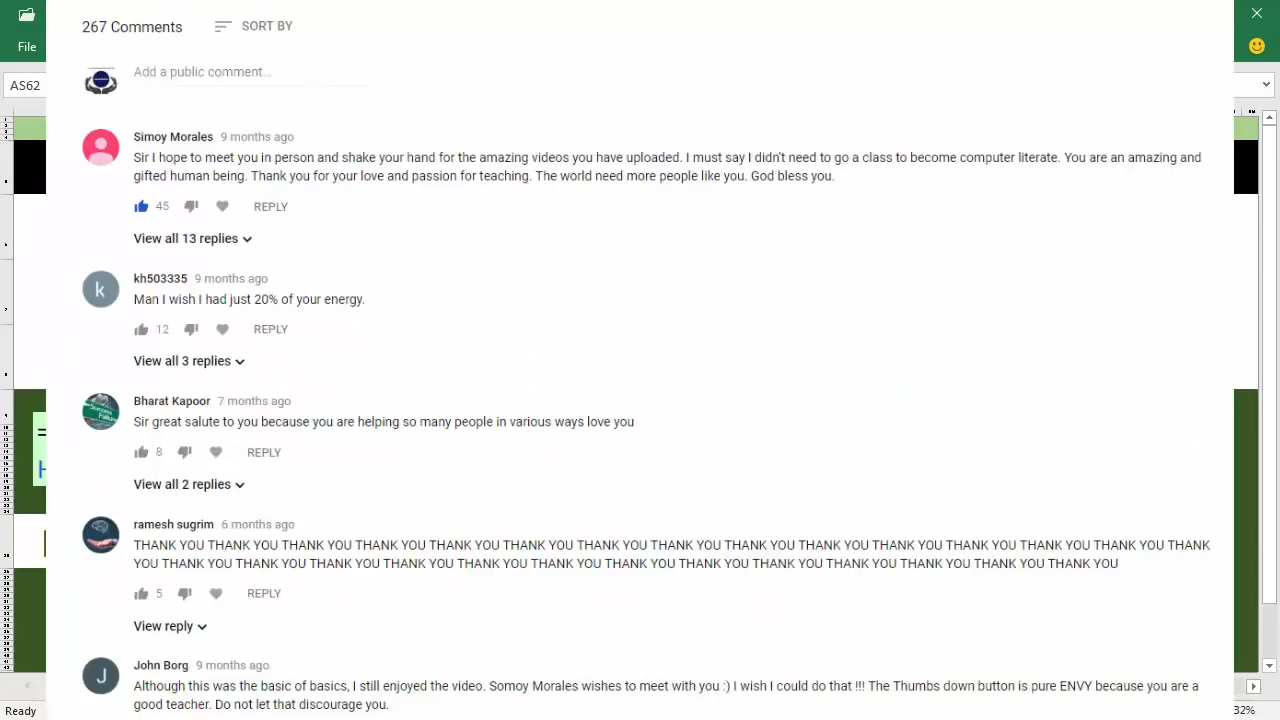 File
AS62
267 Comments
SORT BY
Add a public comment...
Simoy Morales 9 months ago
Sir I hope to meet you in person and shake your hand for the amazing videos you have uploaded. I must say I didn't need to go a class to become computer literate. You are an amazing and
gifted human being. Thank you for your love and passion for teaching. The world need more people like you. God bless you.
45 REPLY
View all 13 replies
k
kh503335 9 months ago
Man I wish I had just 20% of your energy.
12 REPLY
View all 3 replies
Bharat Kapoor 7 months ago
Sir great salute to you because you are helping so many people in various ways love you
8 REPLY
View all 2 replies
ramesh sugrim 6 months ago
THANK YOU THANK YOU THANK YOU THANK YOU THANK YOU THANK YOU THANK YOU THANK YOU THANK YOU THANK YOU THANK YOU THANK YOU THANK YOU THANK YOU THANK
YOU THANK YOU THANK YOU THANK YOU THANK YOU THANK YOU THANK YOU THANK YOU THANK YOU THANK YOU THANK YOU THANK YOU THANK YOU THANK YOU
5 REPLY
View reply
J
John Borg 9 months ago
Although this was the basic of basics, I still enjoyed the video. Somoy Morales wishes to meet with you :) I wish I could do that !!! The Thumbs down button is pure ENVY because you are a
good teacher. Do not let that discourage you.
Ready
32%